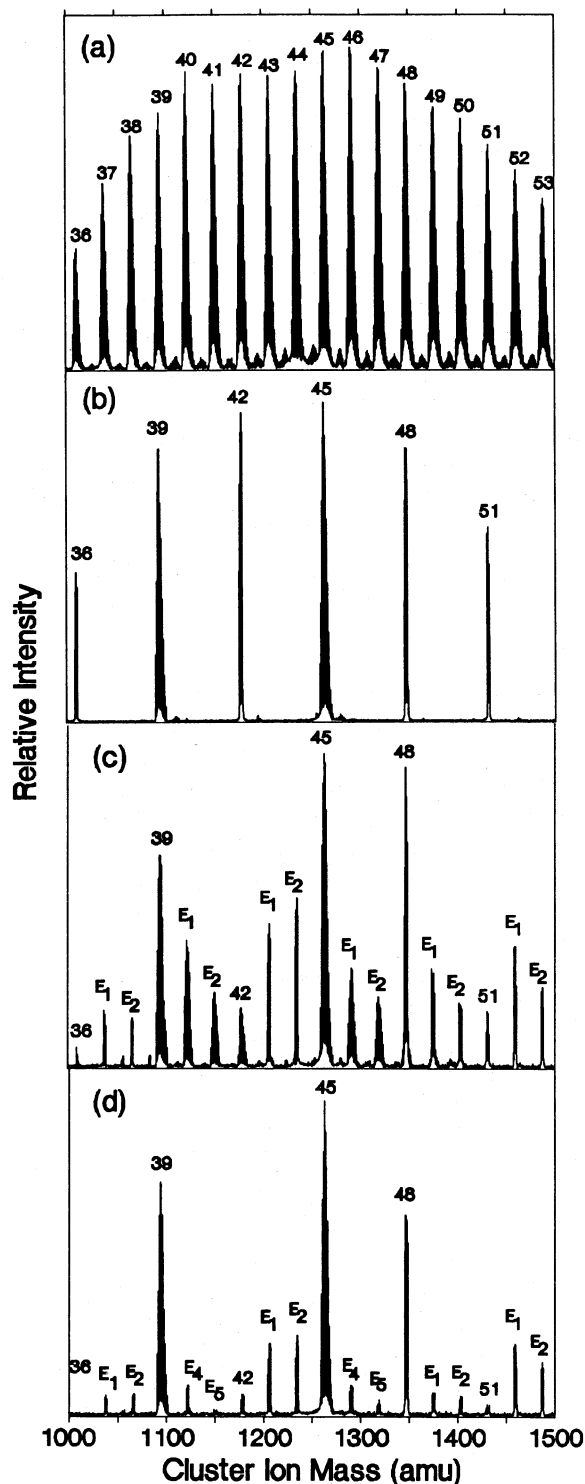 (a)
36 37 38 39 40 41 42 43 44 45 46 47 48 49 50 51 52 53
(b)
36 39 42 45 48 51
(c)
36 E1 E2 39 E1 E2 42 E1 E2 45 E1 E2 48 E1 E2 51 E1 E2
(d)
36 E1 E2 39 E4 E5 42 E1 E2 45 E4 E5 48 E1 E2 51 E1 E2
Relative Intensity
1000 1100 1200 1300 1400 1500
Cluster Ion Mass (amu)